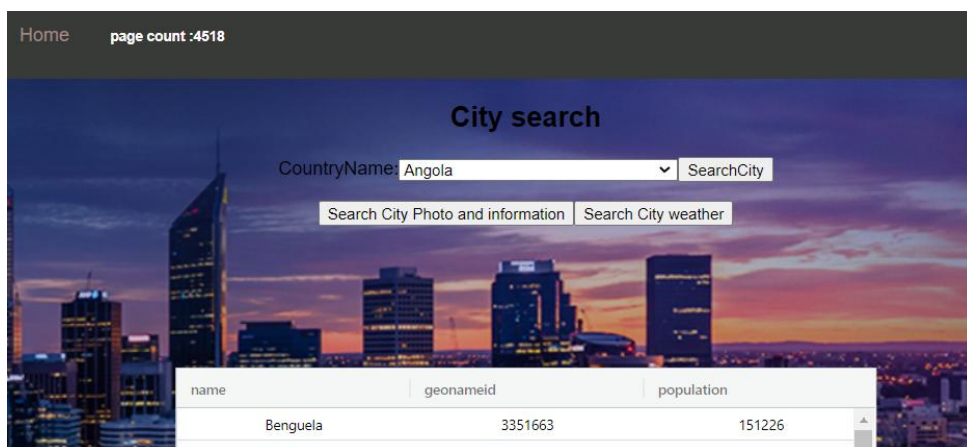 Home page count :4518
City search
CountryName: Angola SearchCity
Search City Photo and information Search City weather
name geonameid population
Benguela 3351663 151226